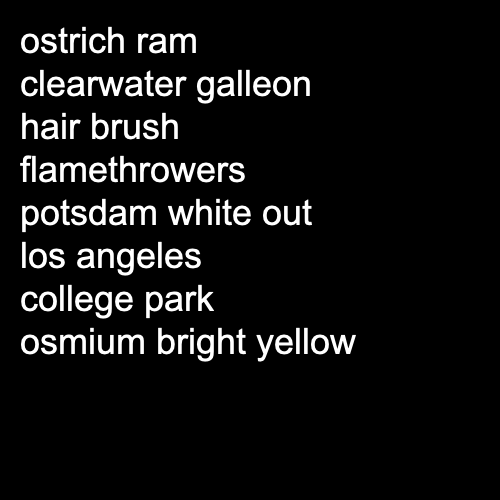 ostrich ram
clearwater galleon
hair brush
flamethrowers
potsdam white out
los angeles
college park
osmium bright yellow